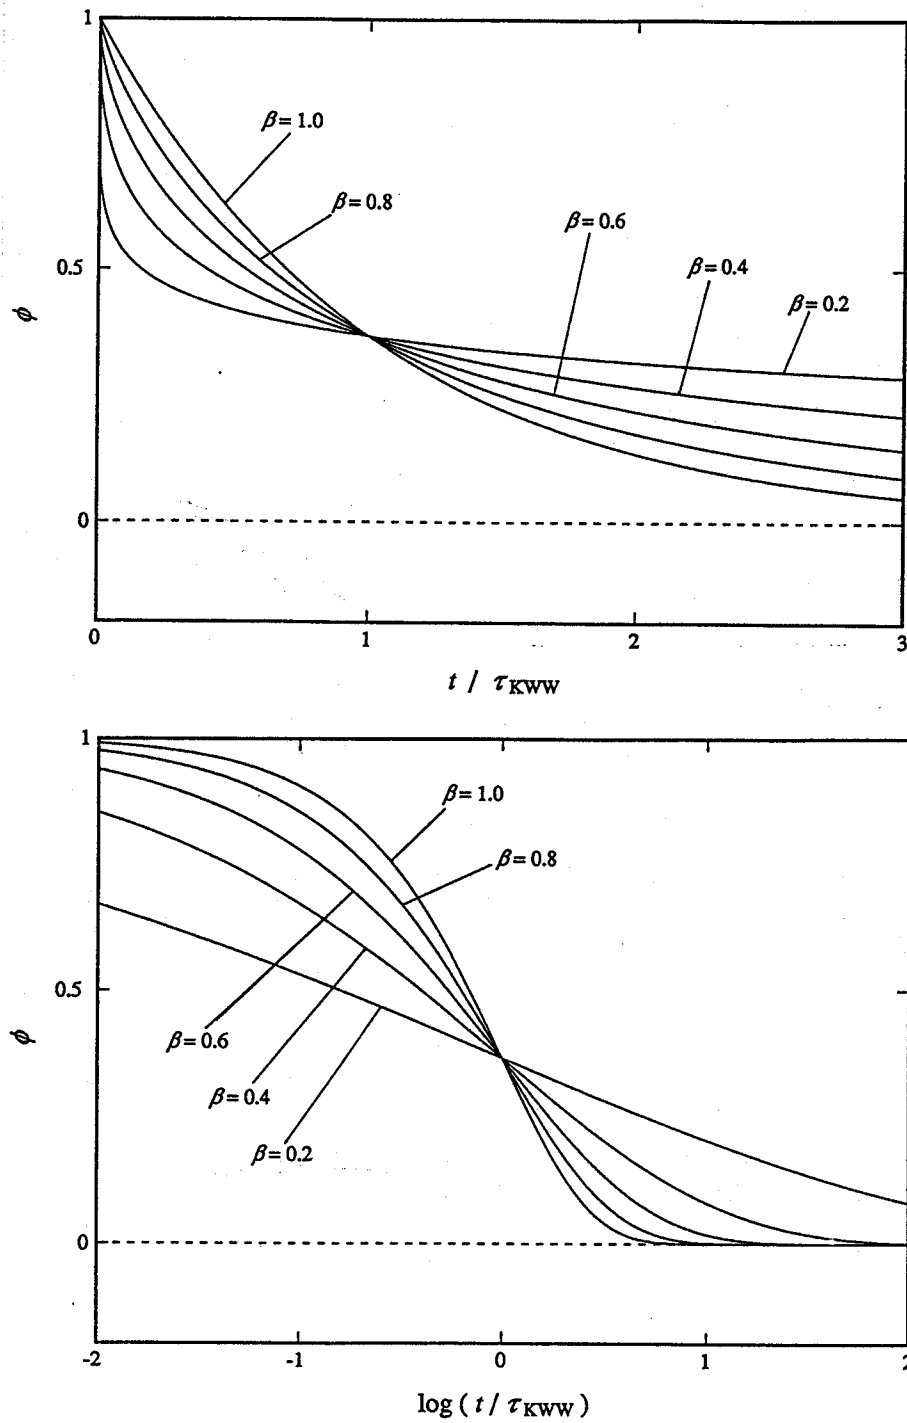 1
β = 1.0
β = 0.8
β = 0.6
β = 0.4
β = 0.2
0.5
ϕ
0
0 1 2 3
t / τKWW
1
β = 1.0
β = 0.8
0.5
ϕ
β = 0.6
β = 0.4
β = 0.2
0
-2 -1 0 1 2
log ( t / τKWW )